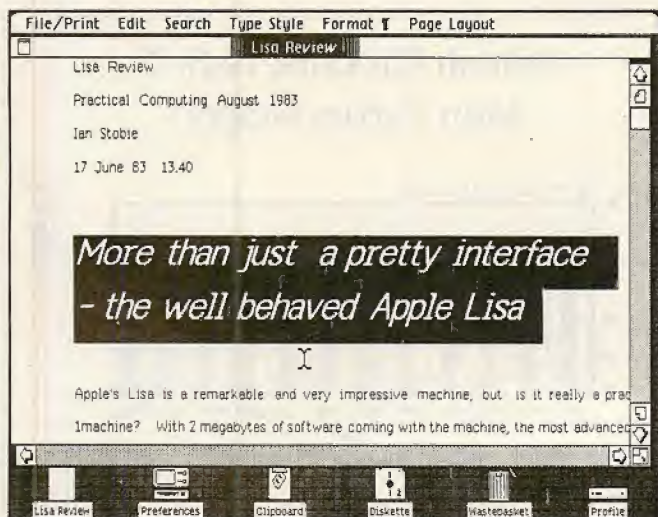 File/Print Edit Search Type Style Format ¶ Page Layout
Lisa Review
Lisa Review
Practical Computing August 1983
Ian Stobie
17 June 83 13.40
More than just a pretty interface
- the well behaved Apple Lisa
Apple's Lisa is a remarkable and very impressive machine, but is it really a prac
1machine? With 2 megabytes of software coming with the machine, the most advanced
Lisa Review Preferences Clipboard Diskette Wastepasket Profile